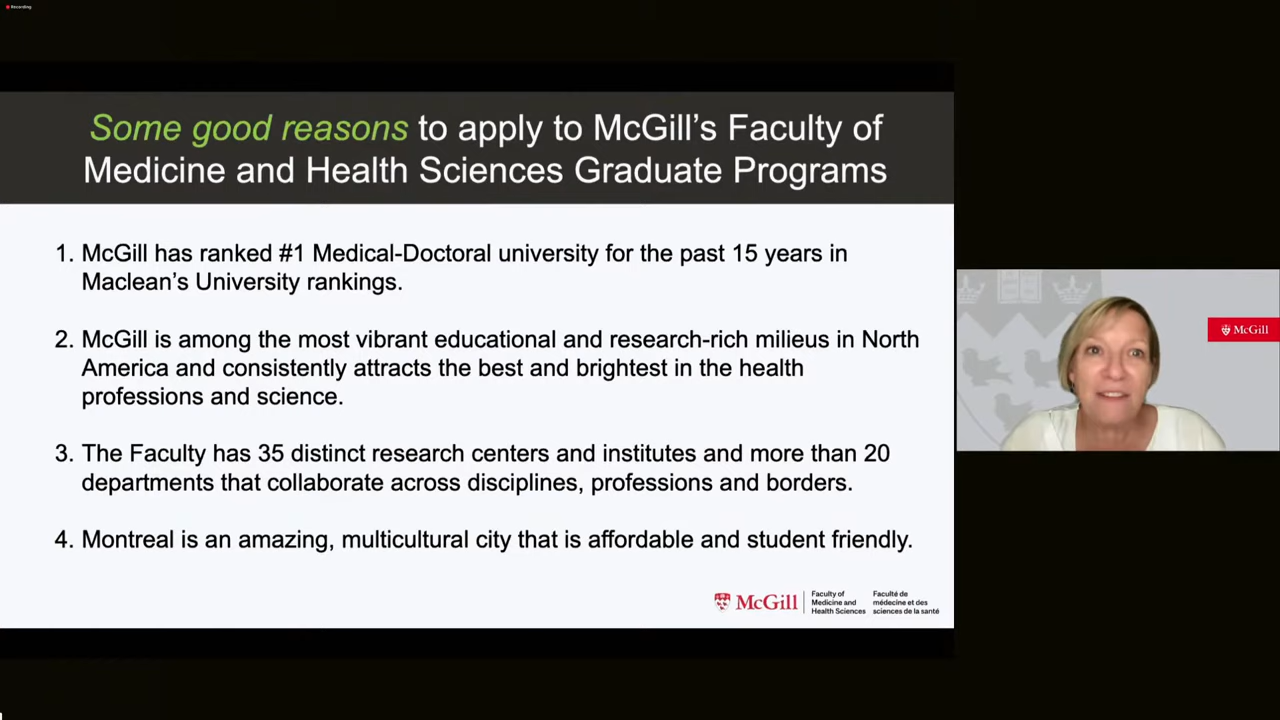 Recording
Some good reasons to apply to McGill’s Faculty of
Medicine and Health Sciences Graduate Programs
1. McGill has ranked #1 Medical-Doctoral university for the past 15 years in
Maclean’s University rankings.
2. McGill is among the most vibrant educational and research-rich milieus in North
America and consistently attracts the best and brightest in the health
professions and science.
3. The Faculty has 35 distinct research centers and institutes and more than 20
departments that collaborate across disciplines, professions and borders.
4. Montreal is an amazing, multicultural city that is affordable and student friendly.
McGill
Faculty of
Medicine and
Health Sciences
Faculté de
médecine et des
sciences de la santé
McGill